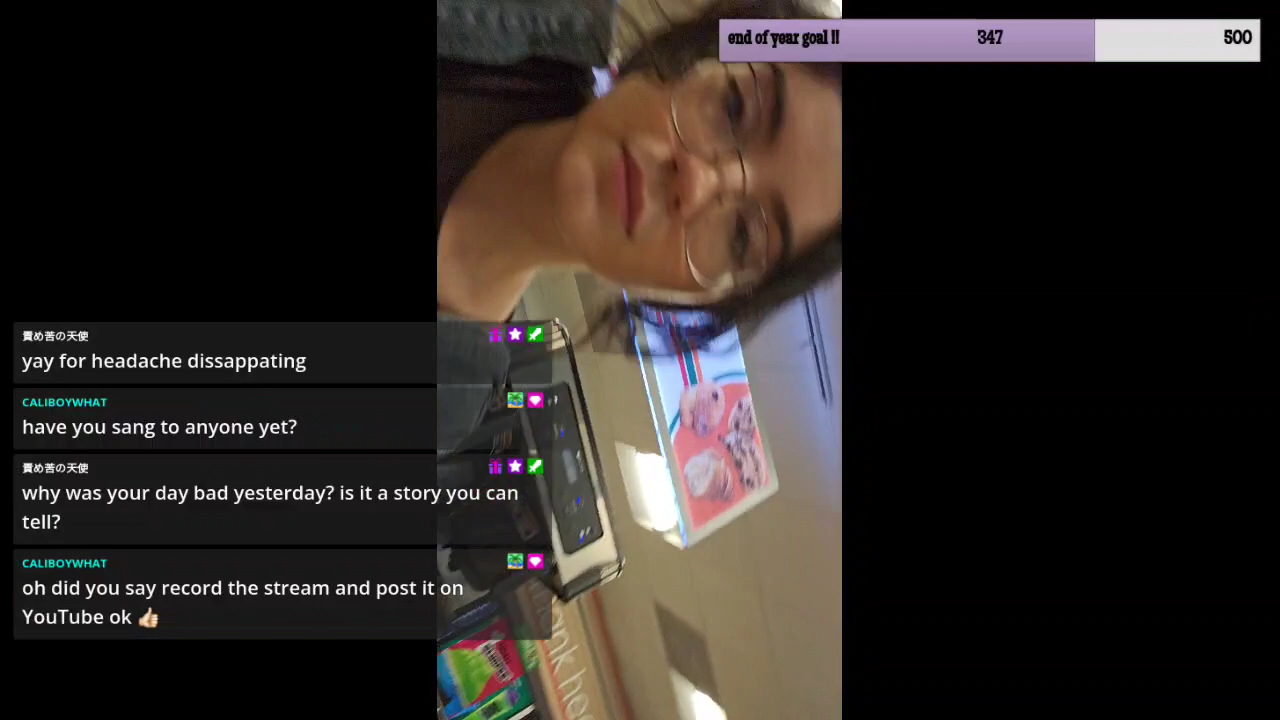 end of year goal !! 347 500
責め苦の天使
yay for headache dissappating
CALIBOYWHAT
have you sang to anyone yet?
責め苦の天使
why was your day bad yesterday? is it a story you can
tell?
CALIBOYWHAT
oh did you say record the stream and post it on
YouTube ok 👍🏻